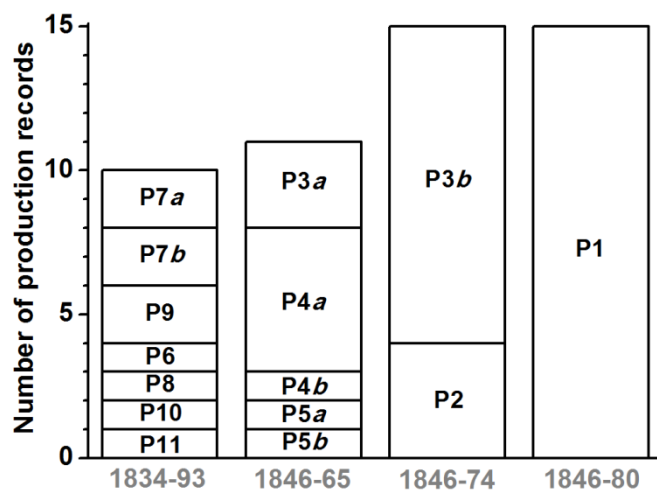 Number of production records
15
10
5
0
P7a
P7b
P9
P6
P8
P10
P11
P3a
P4a
P4b
P5a
P5b
P3b
P2
P1
1834-93
1846-65
1846-74
1846-80